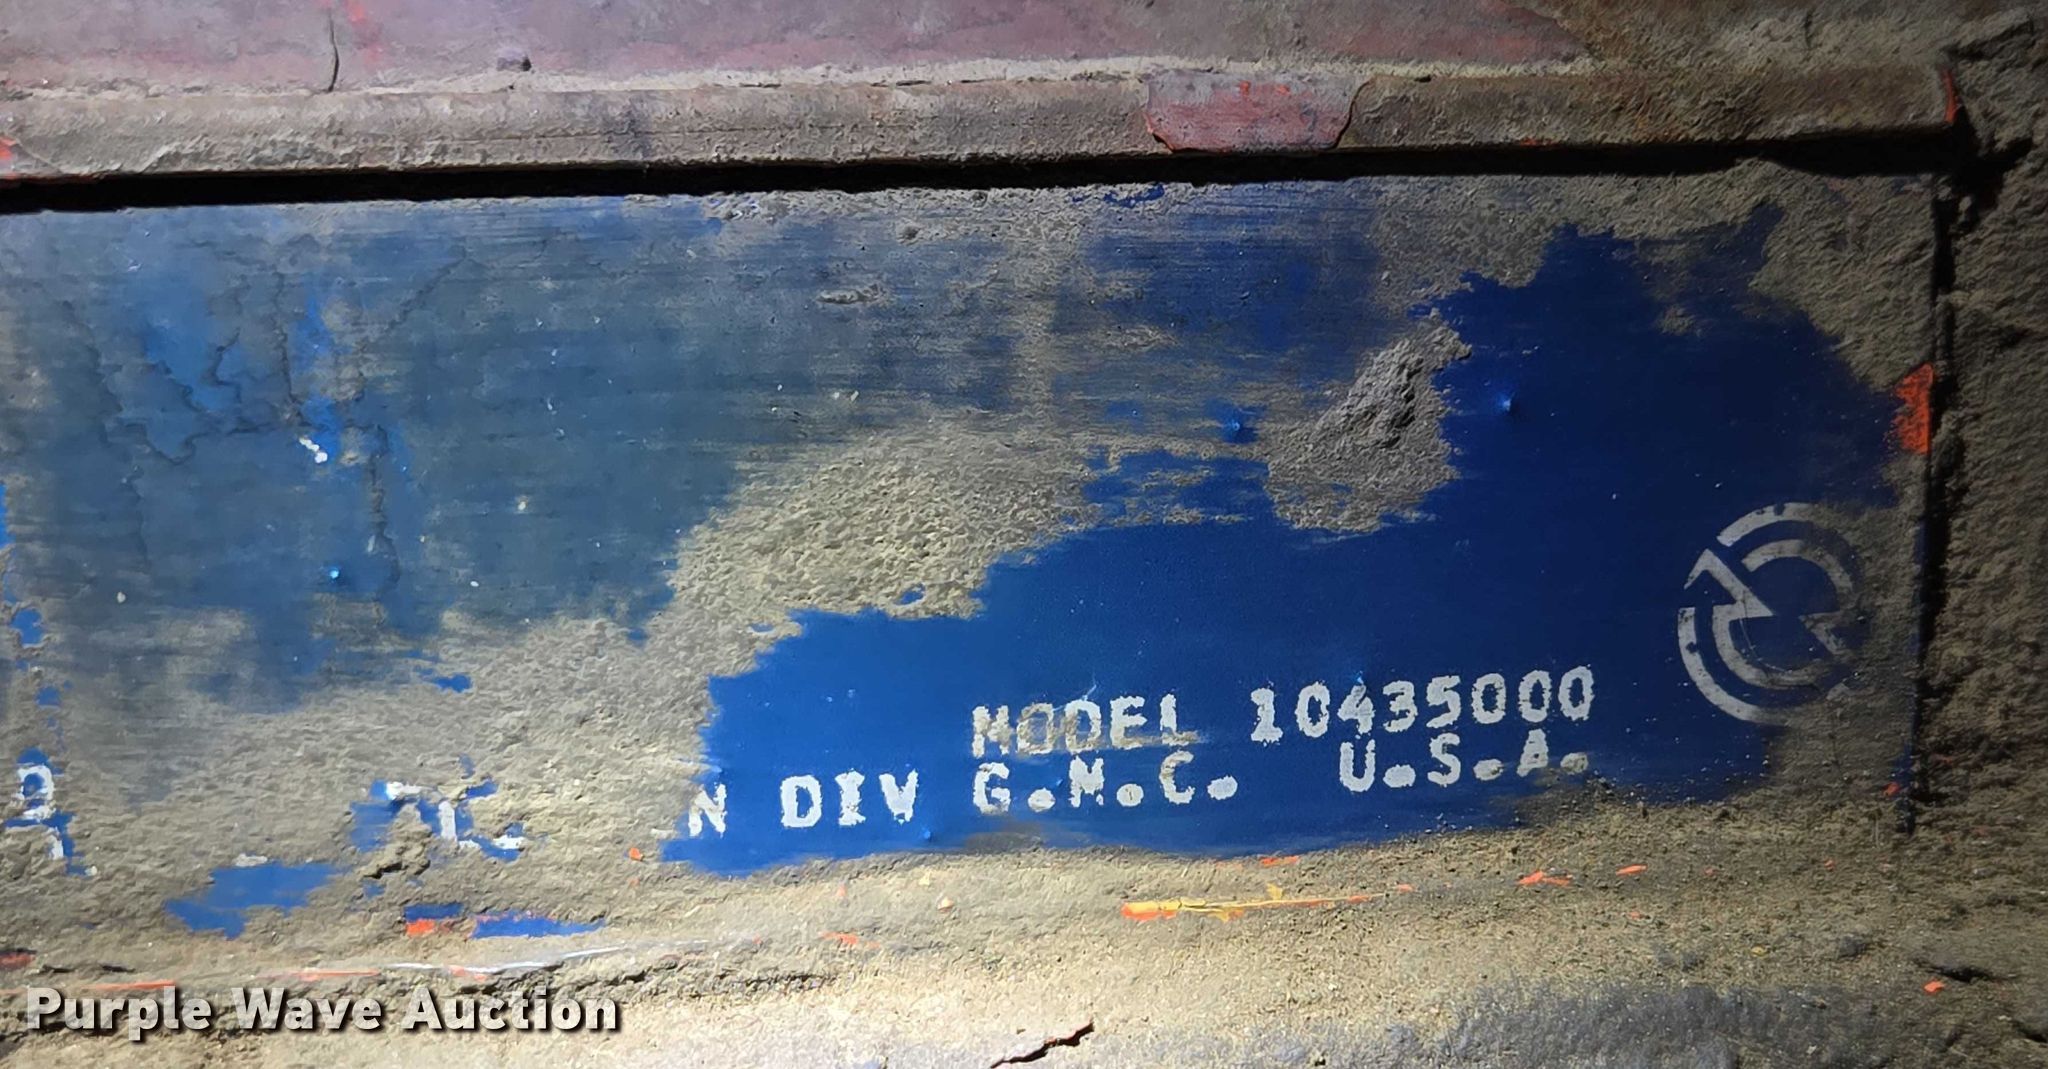 MODEL 10435000
N DIV G.M.C. U.S.A.
Purple Wave Auction